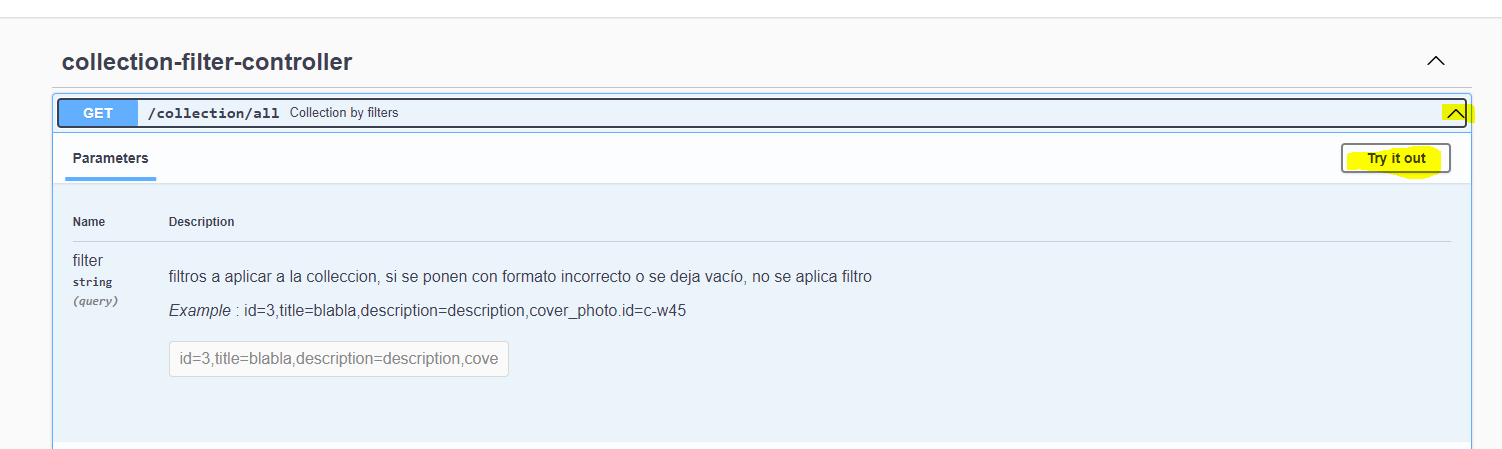 collection-filter-controller
GET /collection/all Collection by filters
Parameters
Try it out
Name Description
filter
string
(query)
filtros a aplicar a la colleccion, si se ponen con formato incorrecto o se deja vacío, no se aplica filtro
Example : id=3,title=blabla,description=description,cover_photo.id=c-w45
id=3,title=blabla,description=description,cove